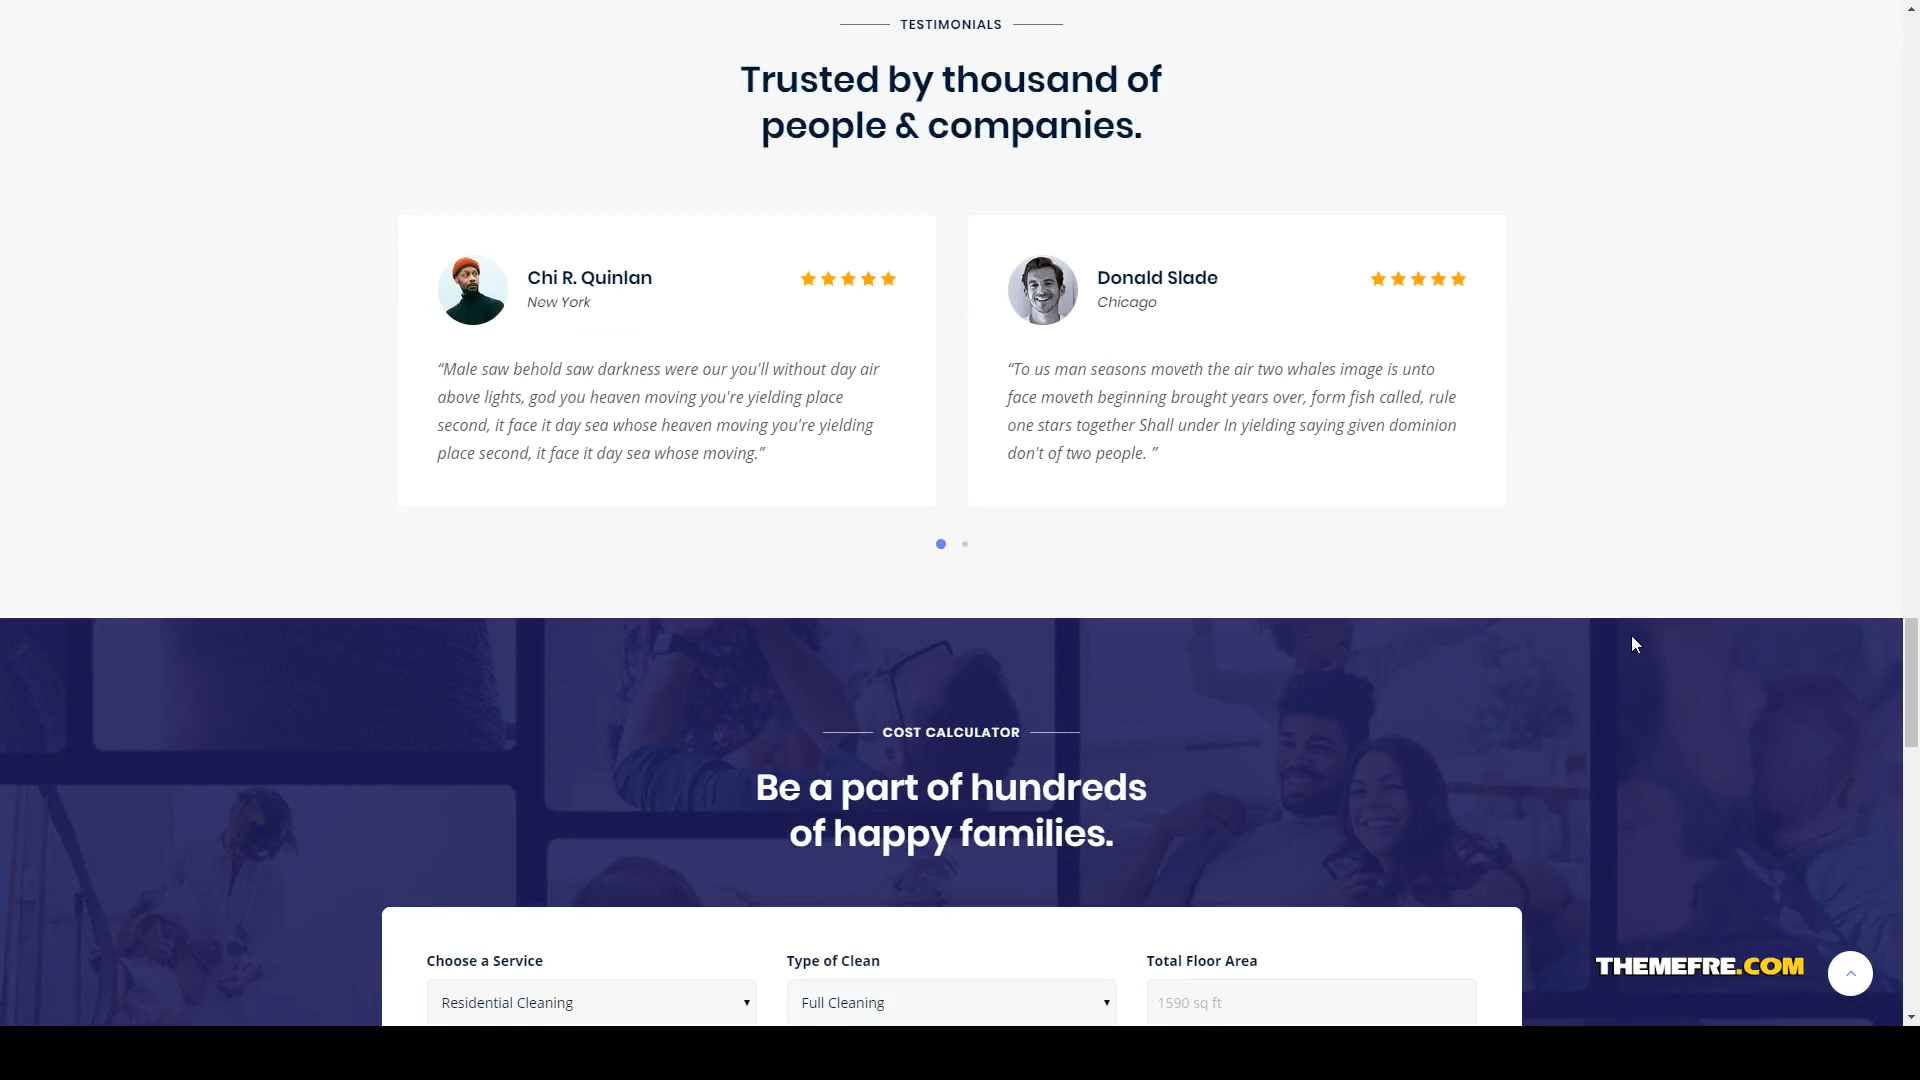 TESTIMONIALS
Trusted by thousand of
people & companies.
Chi R. Quinlan
New York
“Male saw behold saw darkness were our you'll without day air
above lights, god you heaven moving you're yielding place
second, it face it day sea whose heaven moving you're yielding
place second, it face it day sea whose moving.”
Donald Slade
Chicago
“To us man seasons moveth the air two whales image is unto
face moveth beginning brought years over, form fish called, rule
one stars together Shall under In yielding saying given dominion
don't of two people. ”
COST CALCULATOR
Be a part of hundreds
of happy families.
Choose a Service
Residential Cleaning
Type of Clean
Full Cleaning
Total Floor Area
1590 sq ft
THEMEFRE.COM